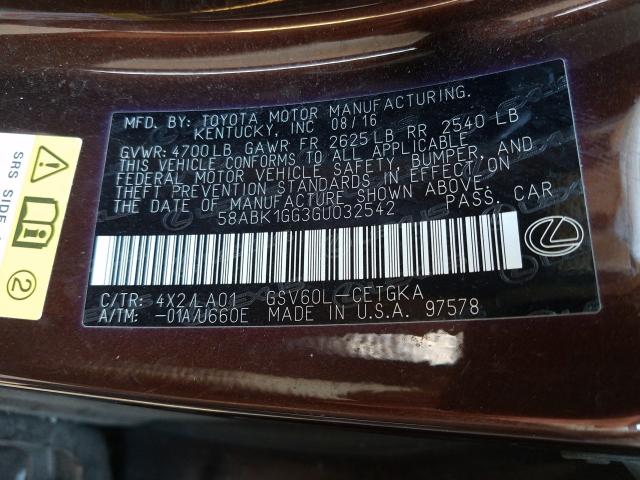 MFD. BY: TOYOTA MOTOR MANUFACTURING.
KENTUCKY, INC 08/16
GVWR: 4700LB GAWR FR 2625LB RR 2540 LB
THIS VEHICLE CONFORMS TO ALL APPLICABLE
FEDERAL MOTOR VEHICLE SAFETY, BUMPER, AND
THEFT PREVENTION STANDARDS IN EFFECT ON
THE DATE OF MANUFACTURE SHOWN ABOVE.
58ABK1GG3GU032542 PASS. CAR
C/TR: 4X2/LA01 GSV60L-CETGKA
A/TM: -01A/U660E MADE IN U.S.A. 97578
SRS SIDE
2